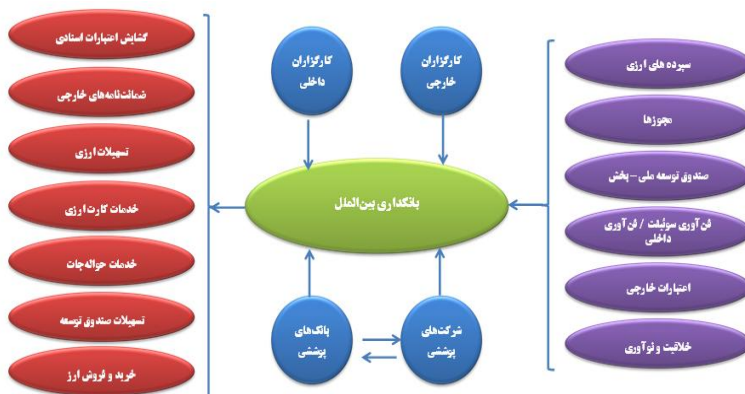 سپرده های ارزی
مجوزها
صندوق توسعه ملی – پخش
فن آوری سوئیفت / فن آوری
داخلی
اعتبارات خارجی
خلاقیت و نوآوری
کارگزاران
خارجی
کارگزاران
داخلی
بانکداری بین‌الملل
شرکت‌های
پوششی
بانک‌های
پوششی
گشایش اعتبارات اسنادی
ضمانت‌نامه‌های خارجی
تسهیلات ارزی
خدمات کارت ارزی
خدمات حواله‌جات
تسهیلات صندوق توسعه
خرید و فروش ارز